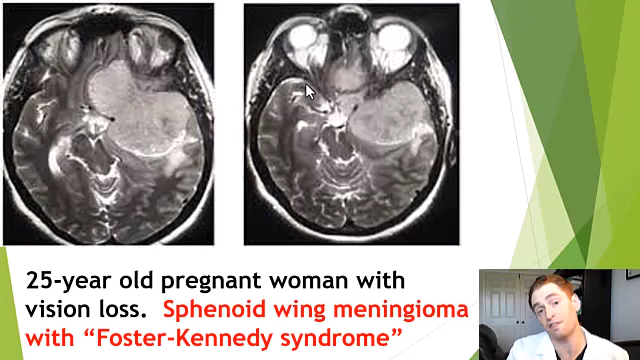 25-year old pregnant woman with
vision loss.  Sphenoid wing meningioma
with “Foster-Kennedy syndrome”